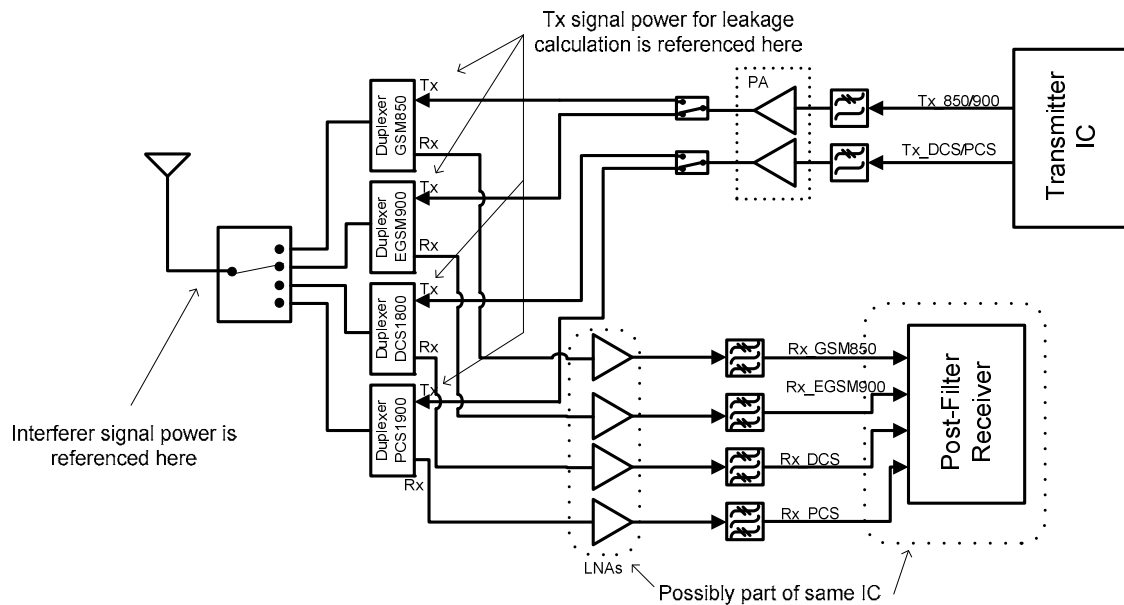 Tx signal power for leakage
calculation is referenced here
Tx
Duplexer
GSM850
Rx
PA
Tx_850/900
Transmitter
IC
Tx_DCS/PCS
Tx
Duplexer
EGSM900
Rx
Tx
Duplexer
DCS1800
Rx
Tx
Duplexer
PCS1900
Rx
Interferer signal power is
referenced here
Rx_GSM850
Rx_EGSM900
Rx_DCS
Rx_PCS
Post-Filter
Receiver
LNAs
Possibly part of same IC